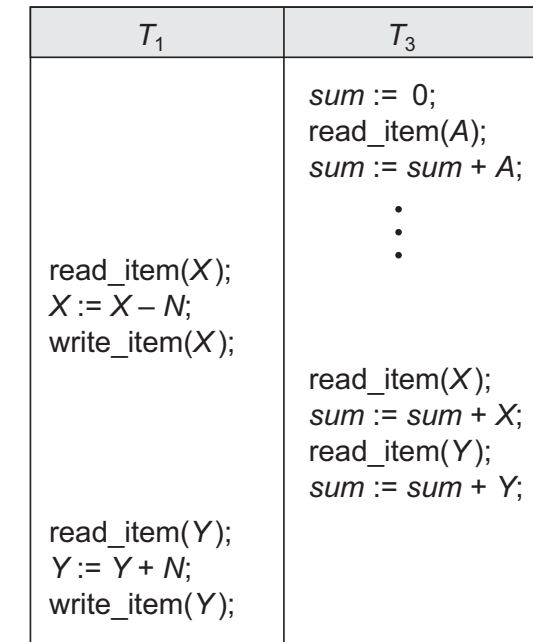 T₁ T₃
sum := 0;
read_item(A);
sum := sum + A;
read_item(X);
X := X – N;
write_item(X);
read_item(X);
sum := sum + X;
read_item(Y);
sum := sum + Y;
read_item(Y);
Y := Y + N;
write_item(Y);